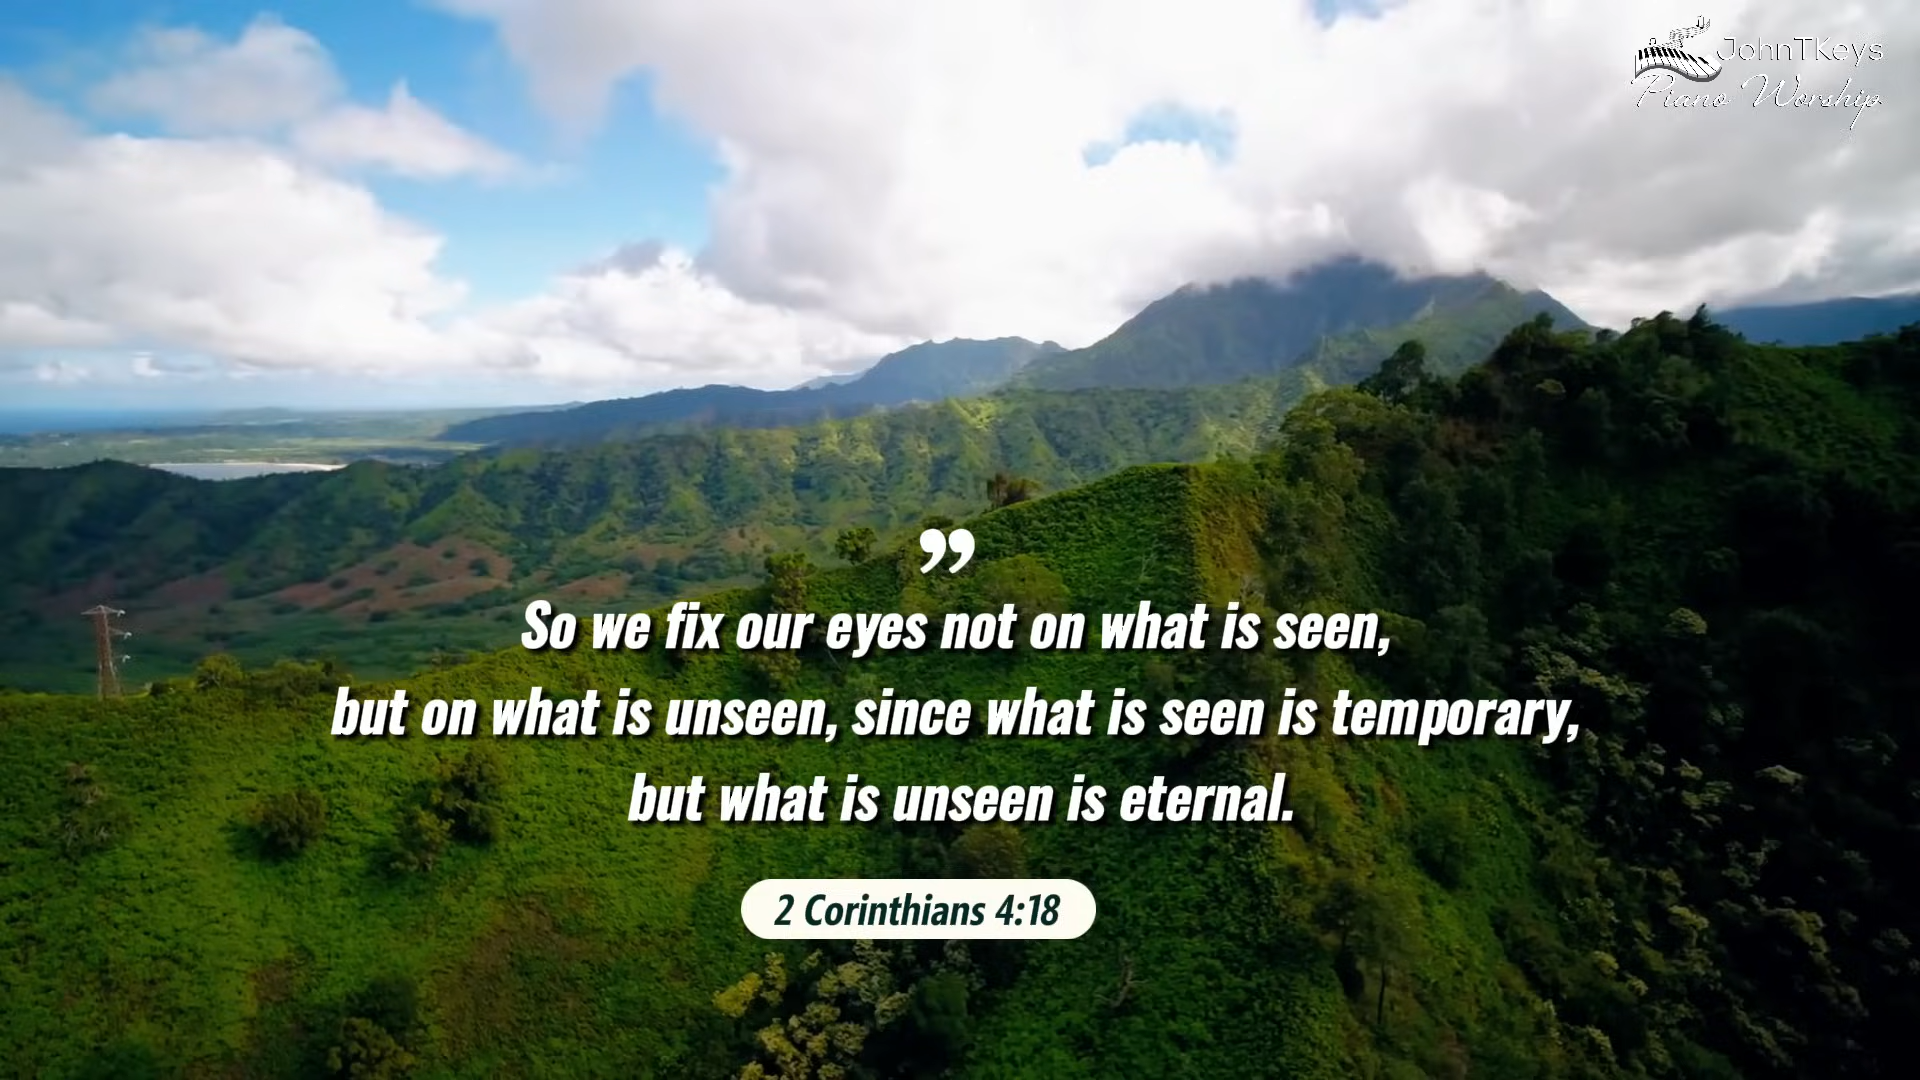 JohnTKeys
Piano Worship
”
So we fix our eyes not on what is seen,
but on what is unseen, since what is seen is temporary,
but what is unseen is eternal.
2 Corinthians 4:18